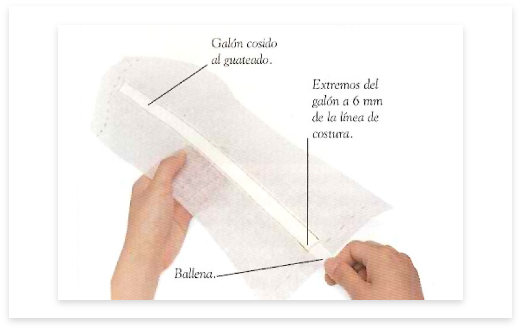 Galón cosido
al guateado.
Extremos del
galón a 6 mm
de la línea de
costura.
Ballena.